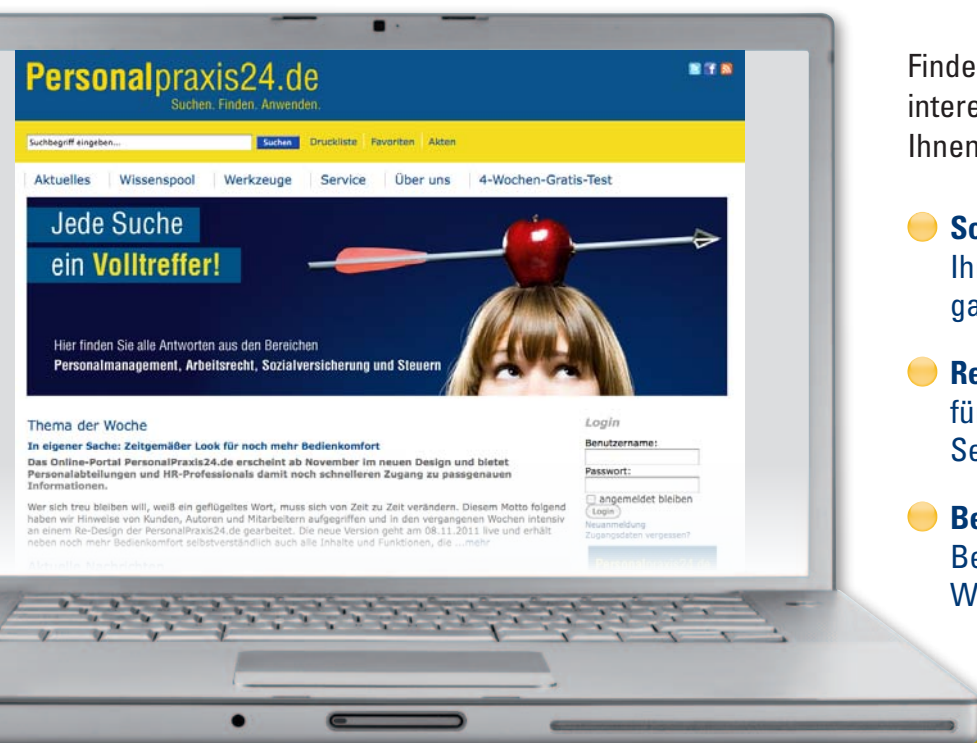 Personalpraxis24.de
Suchen. Finden. Anwenden.
Suchbegriff eingeben...
Suchen
Druckliste
Favoriten
Akten
Aktuelles
Wissenspool
Werkzeuge
Service
Über uns
4-Wochen-Gratis-Test
Jede Suche
ein Volltreffer!
Hier finden Sie alle Antworten aus den Bereichen
Personalmanagement, Arbeitsrecht, Sozialversicherung und Steuern
Thema der Woche
In eigener Sache: Zeitgemäßer Look für noch mehr Bedienkomfort
Das Online-Portal PersonalPraxis24.de erscheint ab November im neuen Design und bietet
Personalabteilungen und HR-Professionals damit noch schnelleren Zugang zu passgenauen
Informationen.
Wer sich treu bleiben will, weiß ein geflügeltes Wort, muss sich von Zeit zu Zeit verändern. Diesem Motto folgend
haben wir Hinweise von Kunden, Autoren und Mitarbeitern aufgegriffen und in den vergangenen Wochen intensiv
an einem Re-Design der PersonalPraxis24.de gearbeitet. Die neue Version geht am 08.11.2011 live und erhält
neben noch mehr Bedienkomfort selbstverständlich auch alle Inhalte und Funktionen, die ...mehr
Aktuelle Nachrichten
Login
Benutzername:
Passwort:
angemeldet bleiben
Login
Neuanmeldung
Zugangsdaten vergessen?
Finde
intere
Ihnen
So
Ih
ga
Re
fü
Se
Be
Be
W